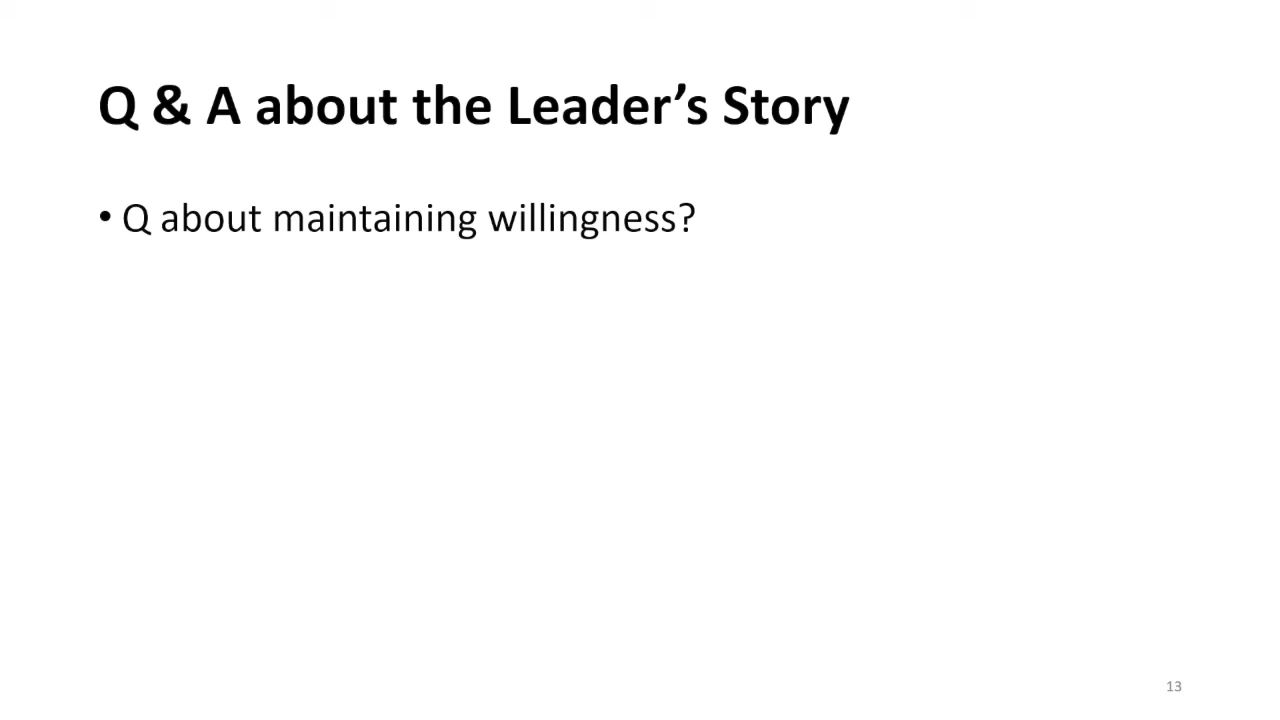 Q & A about the Leader’s Story
• Q about maintaining willingness?
13